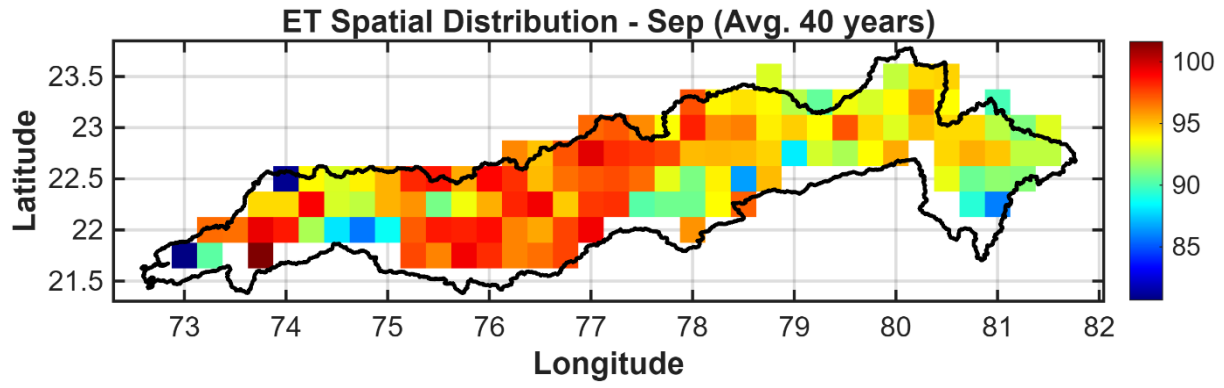 ET Spatial Distribution - Sep (Avg. 40 years)
Latitude
23.5
23
22.5
22
21.5
73 74 75 76 77 78 79 80 81 82
Longitude
100
95
90
85